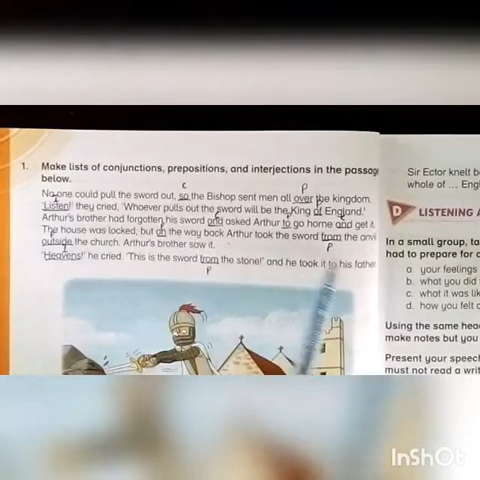 1. Make lists of conjunctions, prepositions, and interjections in the passag
below.
c
p
No one could pull the sword out, so the Bishop sent men all over the kingdom.
'Listen!' they cried, 'Whoever pulls out the sword will be the King of England.'
Arthur's brother had forgotten his sword and asked Arthur to go home and get it.
The house was locked, but on the way back Arthur took the sword from the anvi
outside the church. Arthur's brother saw it.
'Heavens!' he cried. 'This is the sword from the stone!' and he took it to his father
p
p
Sir Ector knelt b
whole of ... Engl
D LISTENING A
In a small group, ta
had to prepare for a
a. your feelings
b. what you did
c. what it was lik
d. how you felt a
Using the same head
make notes but you
Present your speech
must not read a writ
InShOt